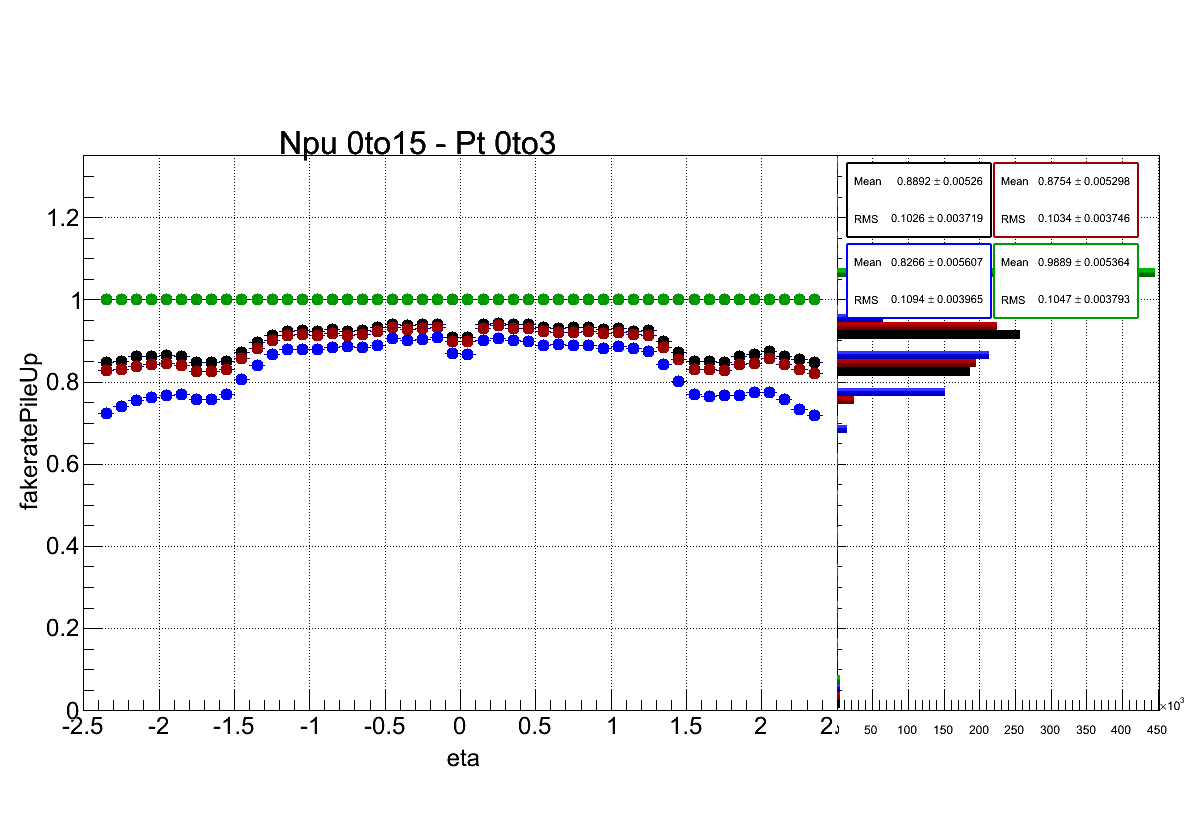 Npu 0to15 - Pt 0to3
fakeratePileUp
1.2
1
0.8
0.6
0.4
0.2
0
-2.5 -2 -1.5 -1 -0.5 0 0.5 1 1.5 2 2.
eta
Mean 0.8892 ± 0.00526
RMS 0.1026 ± 0.003719
Mean 0.8754 ± 0.005298
RMS 0.1034 ± 0.003746
Mean 0.8266 ± 0.005607
RMS 0.1094 ± 0.003965
Mean 0.9889 ± 0.005364
RMS 0.1047 ± 0.003793
×10³
50 100 150 200 250 300 350 400 450